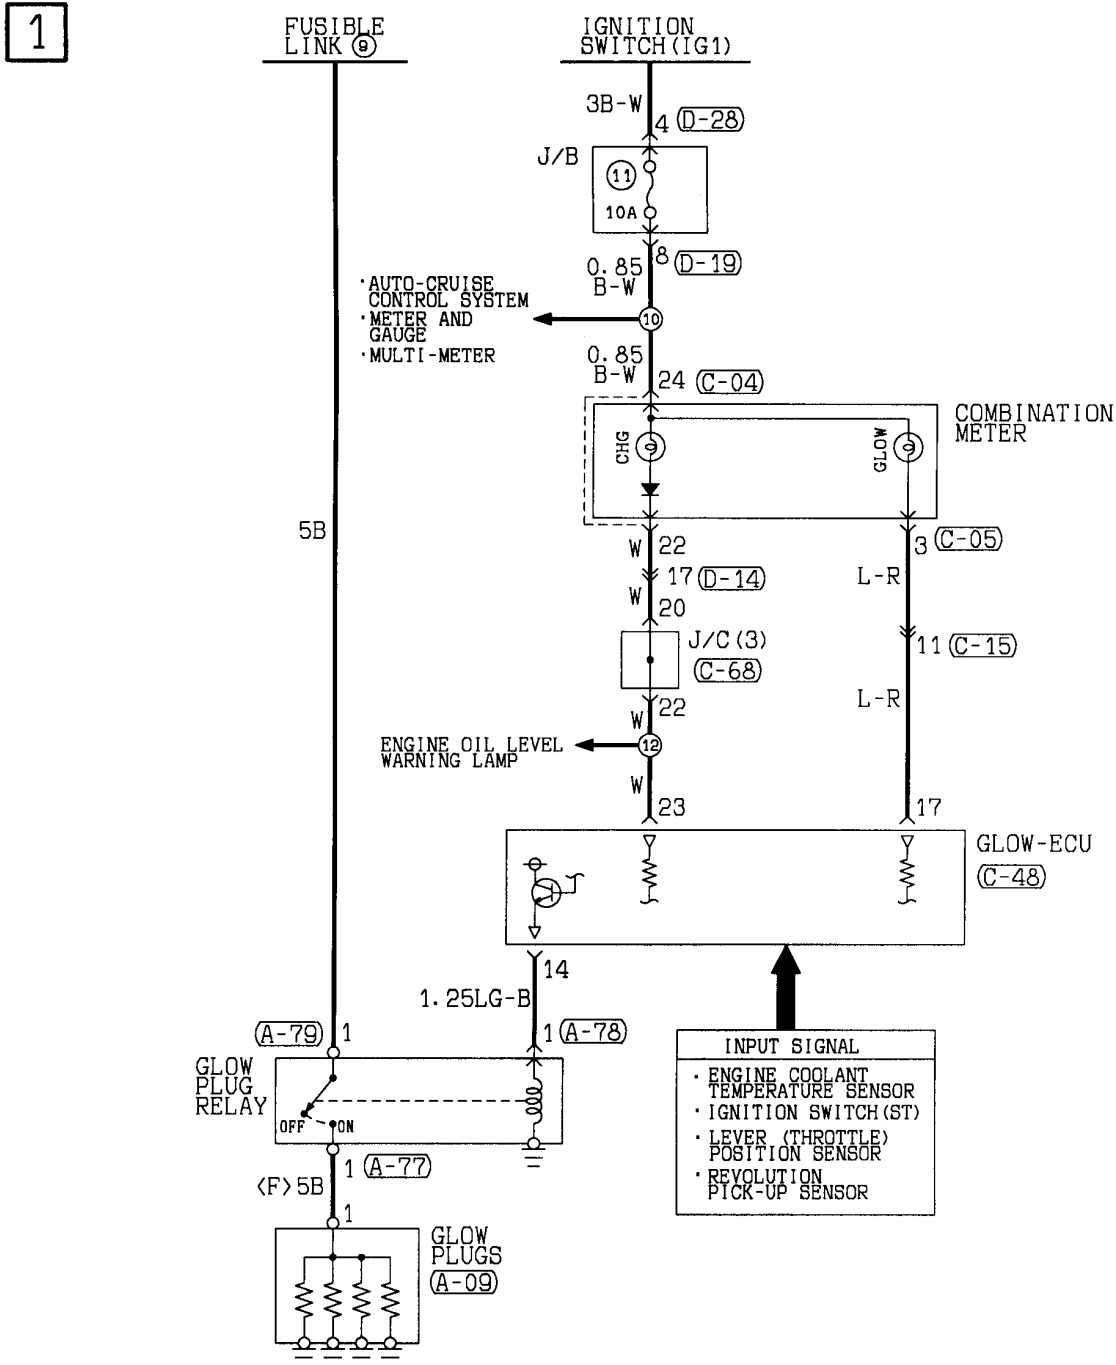 1
FUSIBLE
LINK ⑨
IGNITION
SWITCH(IG1)
3B-W
4 (D-28)
J/B
11
10A
8 (D-19)
0.85
B-W
·AUTO-CRUISE
CONTROL SYSTEM
·METER AND
GAUGE
·MULTI-METER
10
0.85
B-W
24 (C-04)
COMBINATION
METER
CHG
GLOW
5B
W 22
3 (C-05)
17 (D-14)
L-R
W 20
J/C(3)
(C-68)
11 (C-15)
W 22
L-R
ENGINE OIL LEVEL
WARNING LAMP
12
W 23
17
GLOW-ECU
(C-48)
14
1.25LG-B
(A-79) 1
1 (A-78)
GLOW
PLUG
RELAY
OFF ON
INPUT SIGNAL
· ENGINE COOLANT
TEMPERATURE SENSOR
· IGNITION SWITCH(ST)
· LEVER (THROTTLE)
POSITION SENSOR
· REVOLUTION
PICK-UP SENSOR
1 (A-77)
<F>5B
1
GLOW
PLUGS
(A-09)